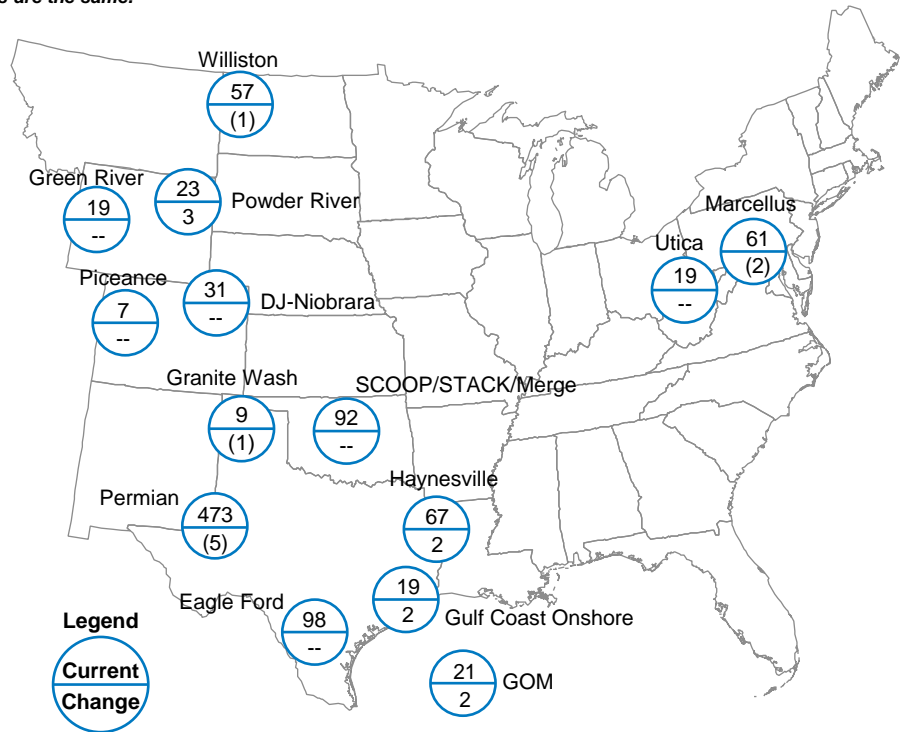 s are the same.
Williston
57
(1)
Green River
19
--
23
3
Powder River
Marcellus
61
(2)
Utica
19
--
Piceance
7
--
31
--
DJ-Niobrara
Granite Wash
9
(1)
SCOOP/STACK/Merge
92
--
Haynesville
67
2
Permian
473
(5)
Eagle Ford
98
--
19
2
Gulf Coast Onshore
21
2
GOM
Legend
Current
Change